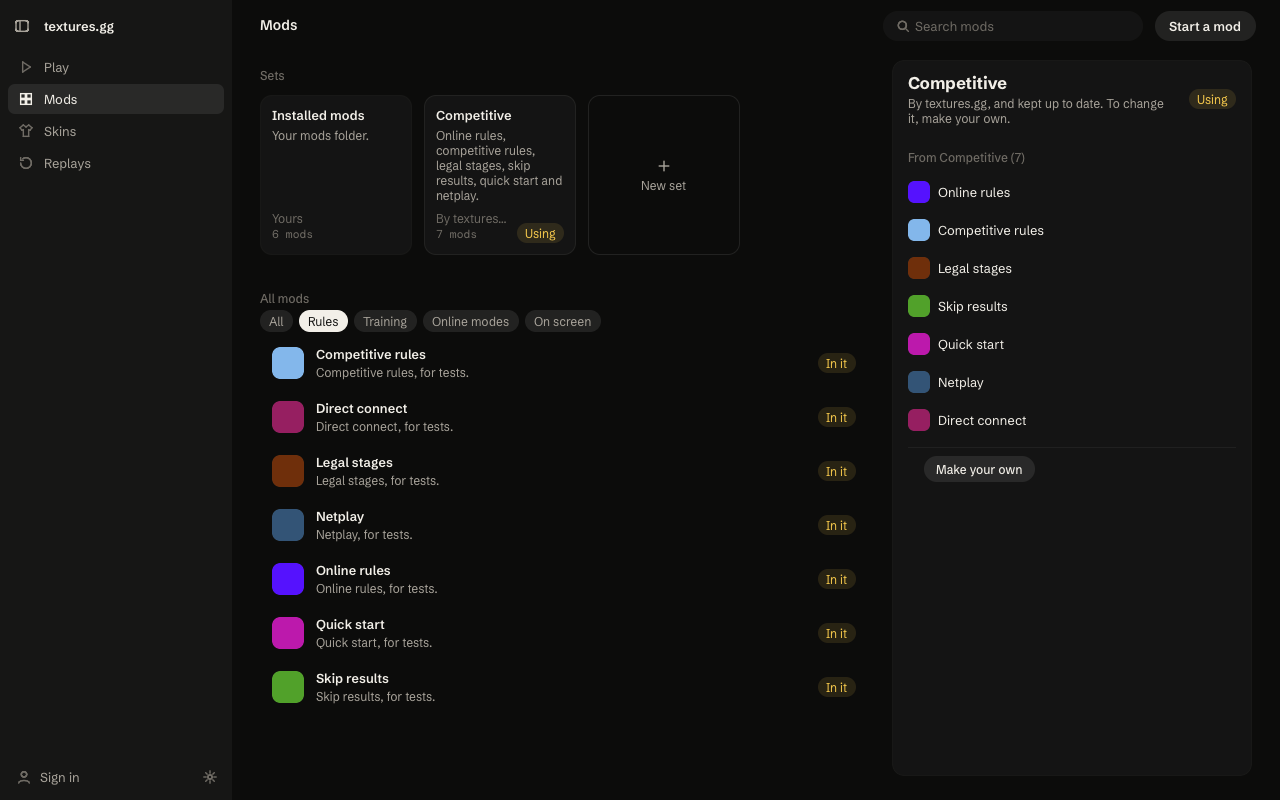 textures.gg
Play
Mods
Skins
Replays
Sign in
Mods
Search mods
Start a mod
Sets
Installed mods
Your mods folder.
Yours
6 mods
Competitive
Online rules,
competitive rules,
legal stages, skip
results, quick start and
netplay.
By textures...
7 mods
Using
New set
All mods
All
Rules
Training
Online modes
On screen
Competitive rules
Competitive rules, for tests.
In it
Direct connect
Direct connect, for tests.
In it
Legal stages
Legal stages, for tests.
In it
Netplay
Netplay, for tests.
In it
Online rules
Online rules, for tests.
In it
Quick start
Quick start, for tests.
In it
Skip results
Skip results, for tests.
In it
Competitive
By textures.gg, and kept up to date. To change
it, make your own.
Using
From Competitive (7)
Online rules
Competitive rules
Legal stages
Skip results
Quick start
Netplay
Direct connect
Make your own